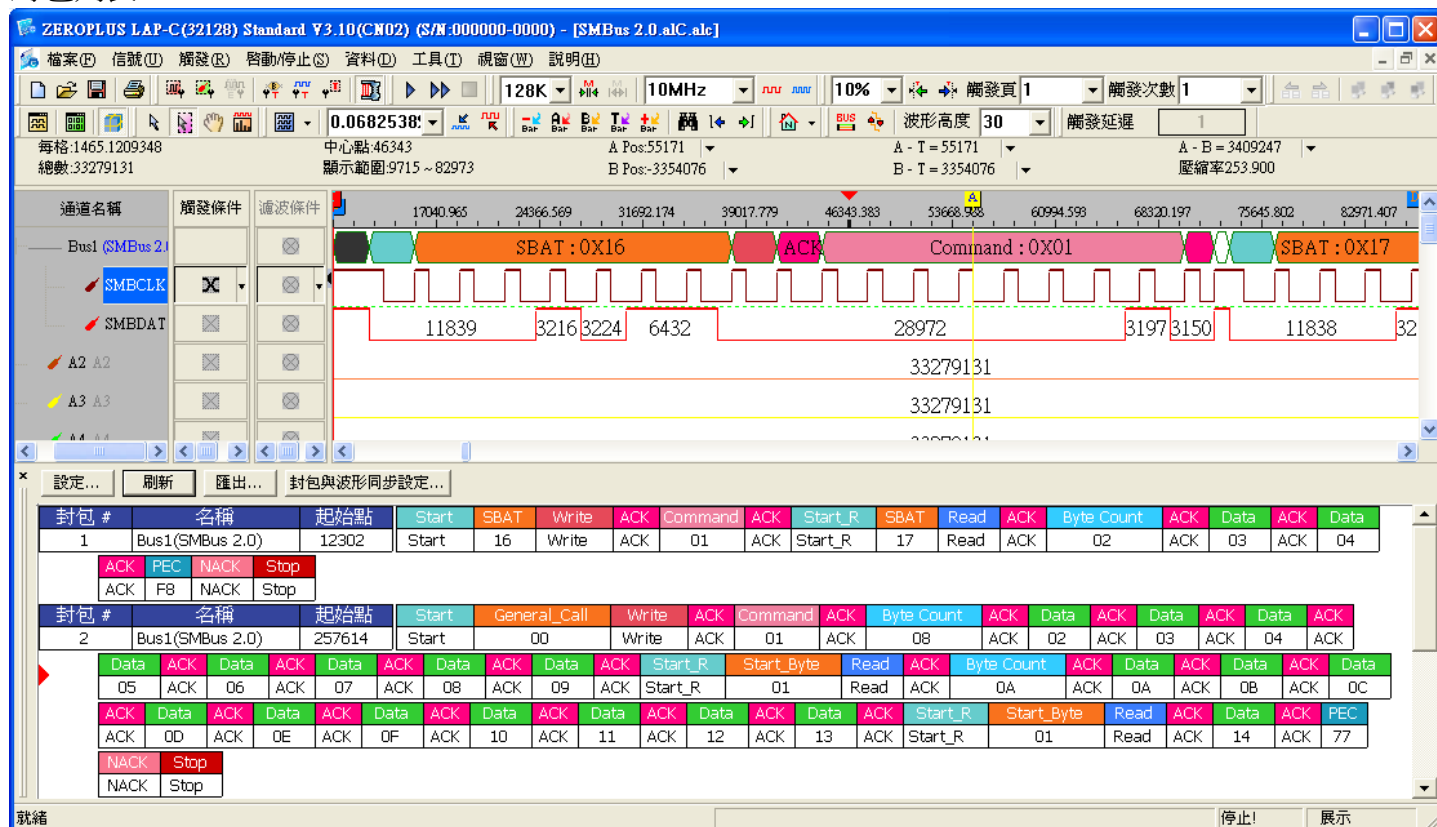 ZEROPLUS LAP-C(32128) Standard V3.10(CN02) (S/N:000000-0000) - [SMBus 2.0.alC.alc]
檔案(F) 信號(U) 觸發(R) 啓動/停止(S) 資料(D) 工具(T) 視窗(W) 說明(H)
128K 10MHz 10% 觸發頁 1 觸發次數 1
0.0682538 Bar Bar Bar Bar Bar BUS 波形高度 30 觸發延遲 1
每格:1465.1209348 中心點:46343 A Pos:55171 A - T = 55171 A - B = 3409247
總數:33279131 顯示範圍:9715 ~ 82973 B Pos:-3354076 B - T = 3354076 壓縮率253.900
通道名稱 觸發條件 濾波條件 17040.965 24366.569 31692.174 39017.779 46343.383 53668.988 60994.593 68320.197 75645.802 82971.407
A
Bus1 (SMBus 2.0 SBAT : 0X16 ACK Command : 0X01 SBAT : 0X17
SMBCLK
SMBDAT 11839 3216 3224 6432 28972 3197 3150 11838 32
A2 A2 33279131
A3 A3 33279131
設定... 刷新 匯出... 封包與波形同步設定...
封包 # 名稱 起始點 Start SBAT Write ACK Command ACK Start_R SBAT Read ACK Byte Count ACK Data ACK Data
1 Bus1(SMBus 2.0) 12302 Start 16 Write ACK 01 ACK Start_R 17 Read ACK 02 ACK 03 ACK 04
ACK PEC NACK Stop
ACK F8 NACK Stop
封包 # 名稱 起始點 Start General_Call Write ACK Command ACK Byte Count ACK Data ACK Data ACK Data ACK
2 Bus1(SMBus 2.0) 257614 Start 00 Write ACK 01 ACK 08 ACK 02 ACK 03 ACK 04 ACK
Data ACK Data ACK Data ACK Data ACK Data ACK Start_R Start_Byte Read ACK Byte Count ACK Data ACK Data ACK Data
05 ACK 06 ACK 07 ACK 08 ACK 09 ACK Start_R 01 Read ACK 0A ACK 0A ACK 0B ACK 0C
ACK Data ACK Data ACK Data ACK Data ACK Data ACK Data ACK Data ACK Start_R Start_Byte Read ACK Data ACK PEC
ACK 0D ACK 0E ACK 0F ACK 10 ACK 11 ACK 12 ACK 13 ACK Start_R 01 Read ACK 14 ACK 77
NACK Stop
NACK Stop
就緒 停止! 展示